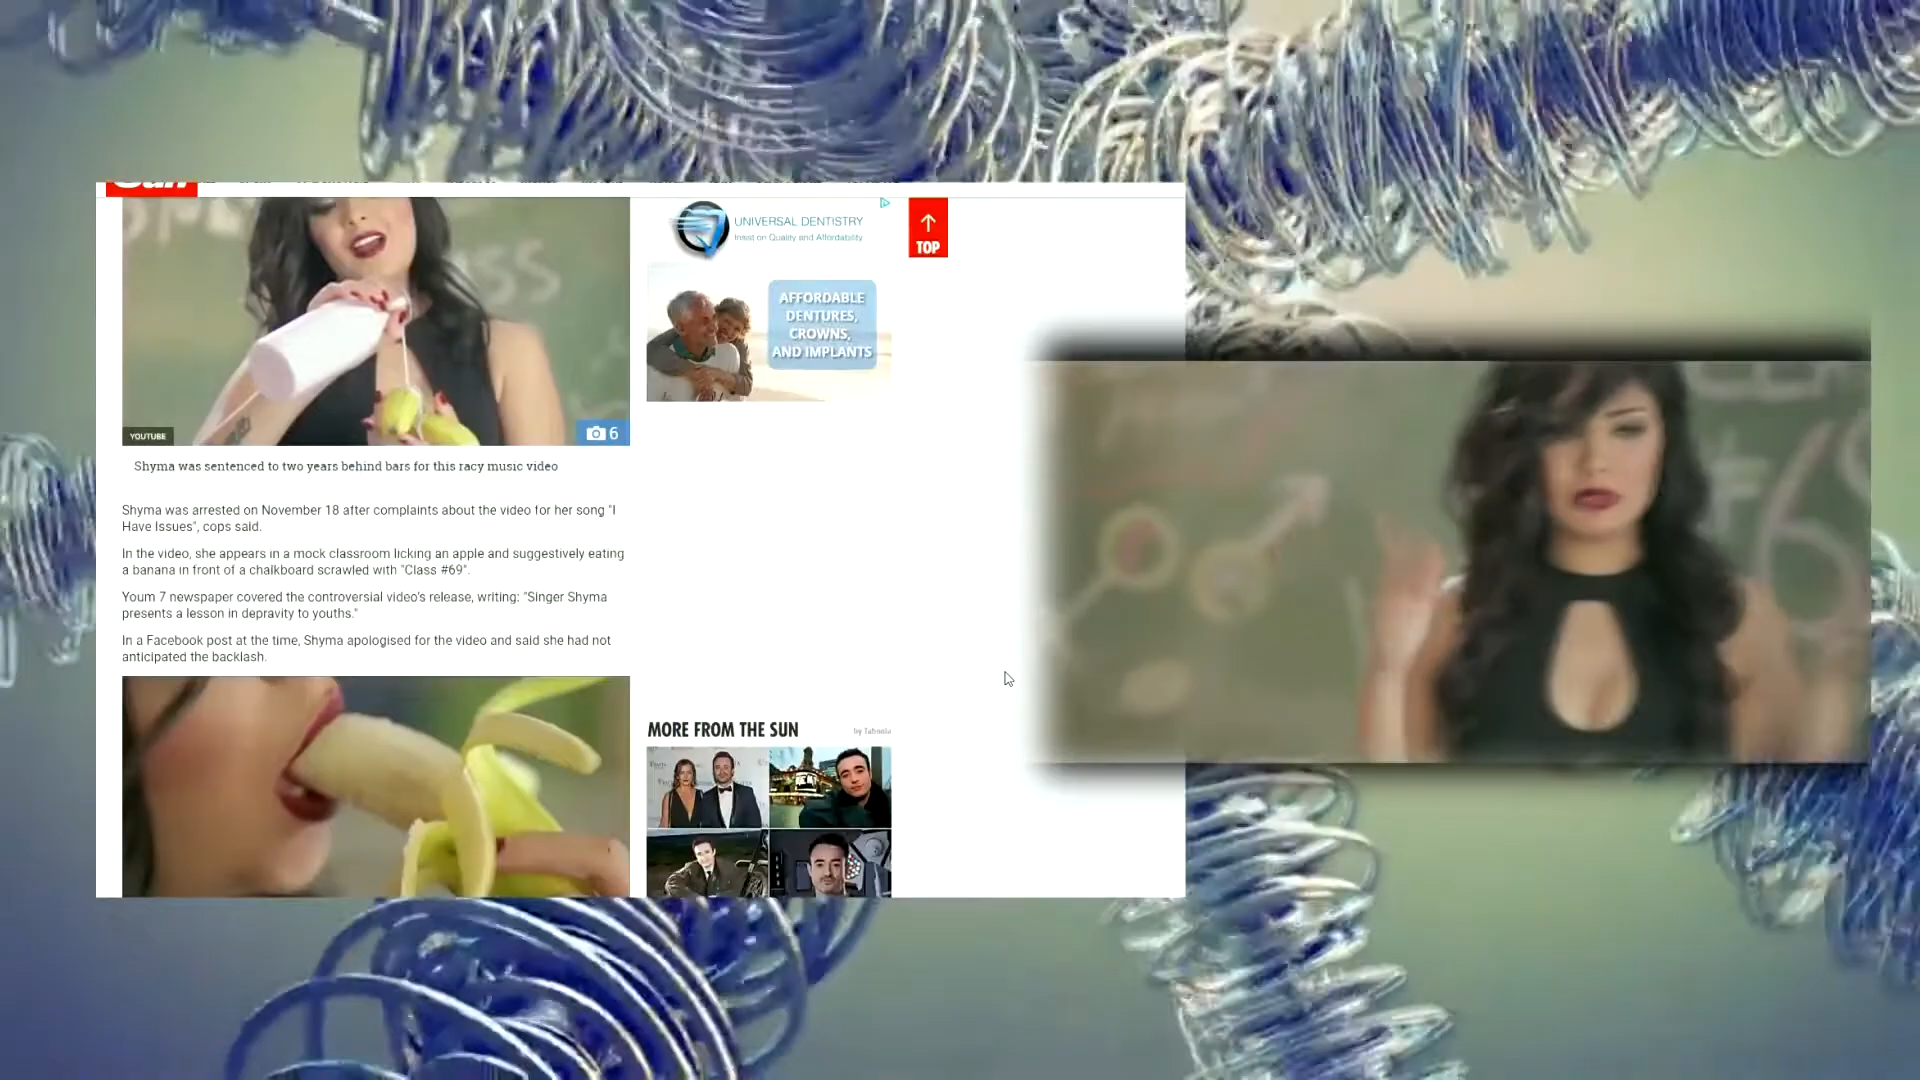 Sun
YOUTUBE
6
Shyma was sentenced to two years behind bars for this racy music video
Shyma was arrested on November 18 after complaints about the video for her song "I
Have Issues", cops said.
In the video, she appears in a mock classroom licking an apple and suggestively eating
a banana in front of a chalkboard scrawled with "Class #69".
Youm 7 newspaper covered the controversial video's release, writing: "Singer Shyma
presents a lesson in depravity to youths."
In a Facebook post at the time, Shyma apologised for the video and said she had not
anticipated the backlash.
UNIVERSAL DENTISTRY
Insist on Quality and Affordability
AFFORDABLE
DENTURES,
CROWNS,
AND IMPLANTS
TOP
MORE FROM THE SUN
by Taboola